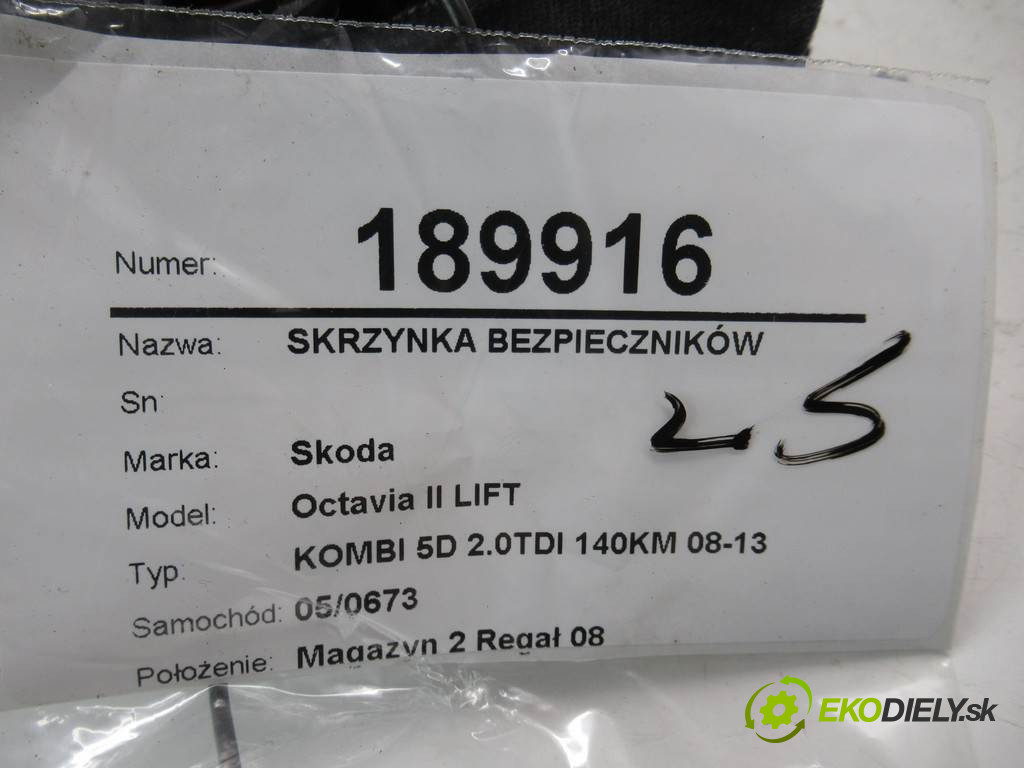 Numer: 189916
Nazwa: SKRZYNKA BEZPIECZNIKÓW
Sn:
25
Marka: Skoda
Model: Octavia II LIFT
Typ: KOMBI 5D 2.0TDI 140KM 08-13
Samochód: 05/0673
Położenie: Magazyn 2 Regał 08
EKODIELY.sk